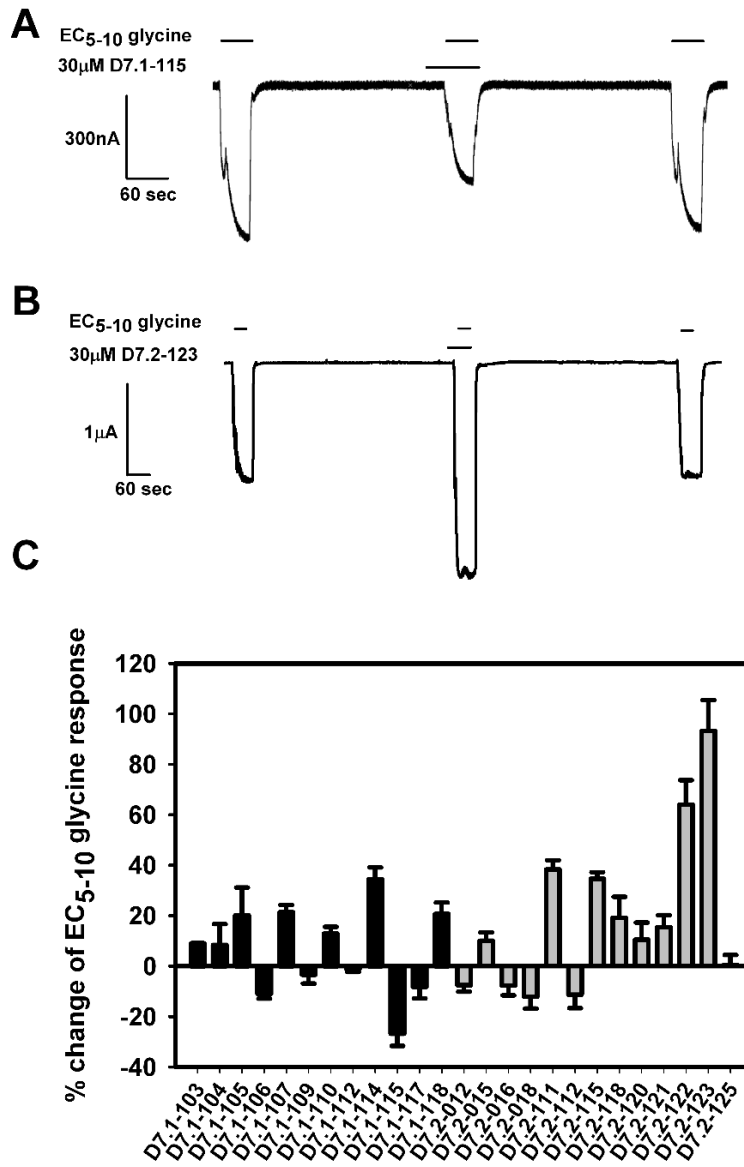 A
EC5-10 glycine
30µM D7.1-115
300nA
60 sec
B
EC5-10 glycine
30µM D7.2-123
1µA
60 sec
C
% change of EC5-10 glycine response
120
100
80
60
40
20
0
-20
-40
D7.1-103
D7.1-104
D7.1-105
D7.1-106
D7.1-107
D7.1-109
D7.1-110
D7.1-112
D7.1-114
D7.1-115
D7.1-117
D7.1-118
D7.2-012
D7.2-015
D7.2-016
D7.2-018
D7.2-111
D7.2-112
D7.2-115
D7.2-118
D7.2-120
D7.2-121
D7.2-122
D7.2-123
D7.2-125